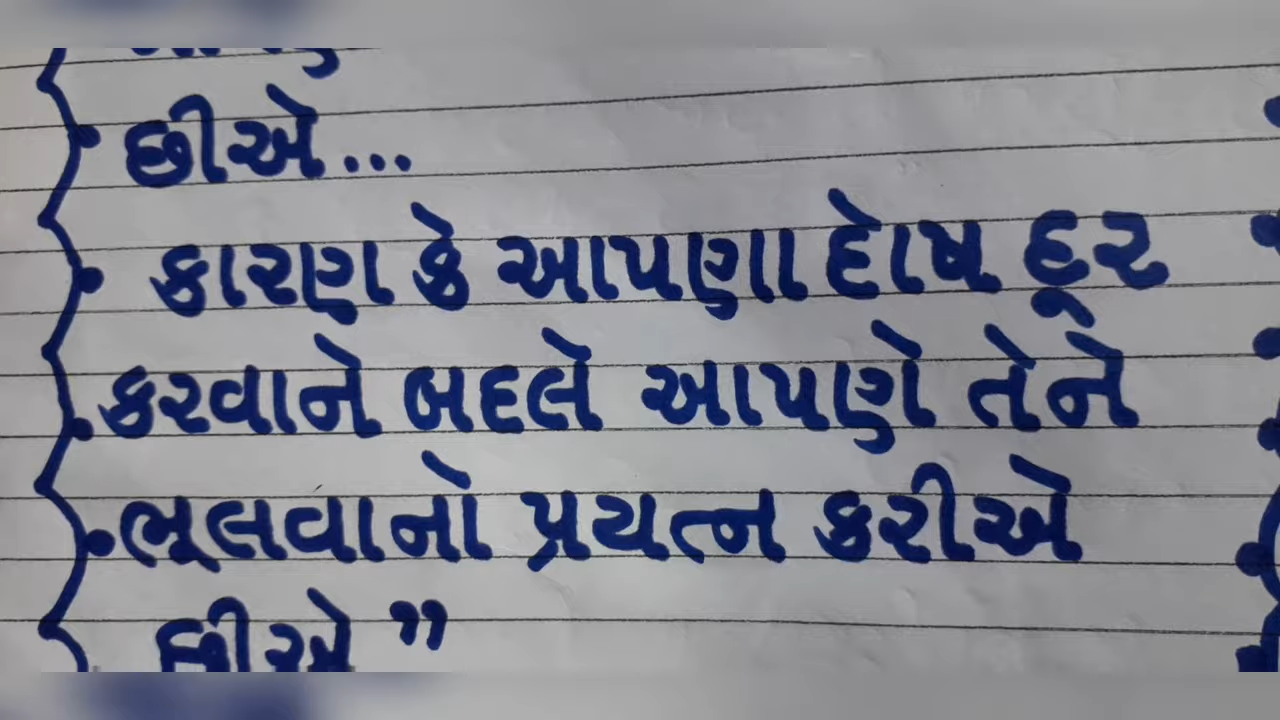 છીએ...
કારણ કે આપણા દોષ દૂર
કરવાને બદલે આપણે તેને
ભૂલવાનો પ્રયત્ન કરીએ
છીએ ”